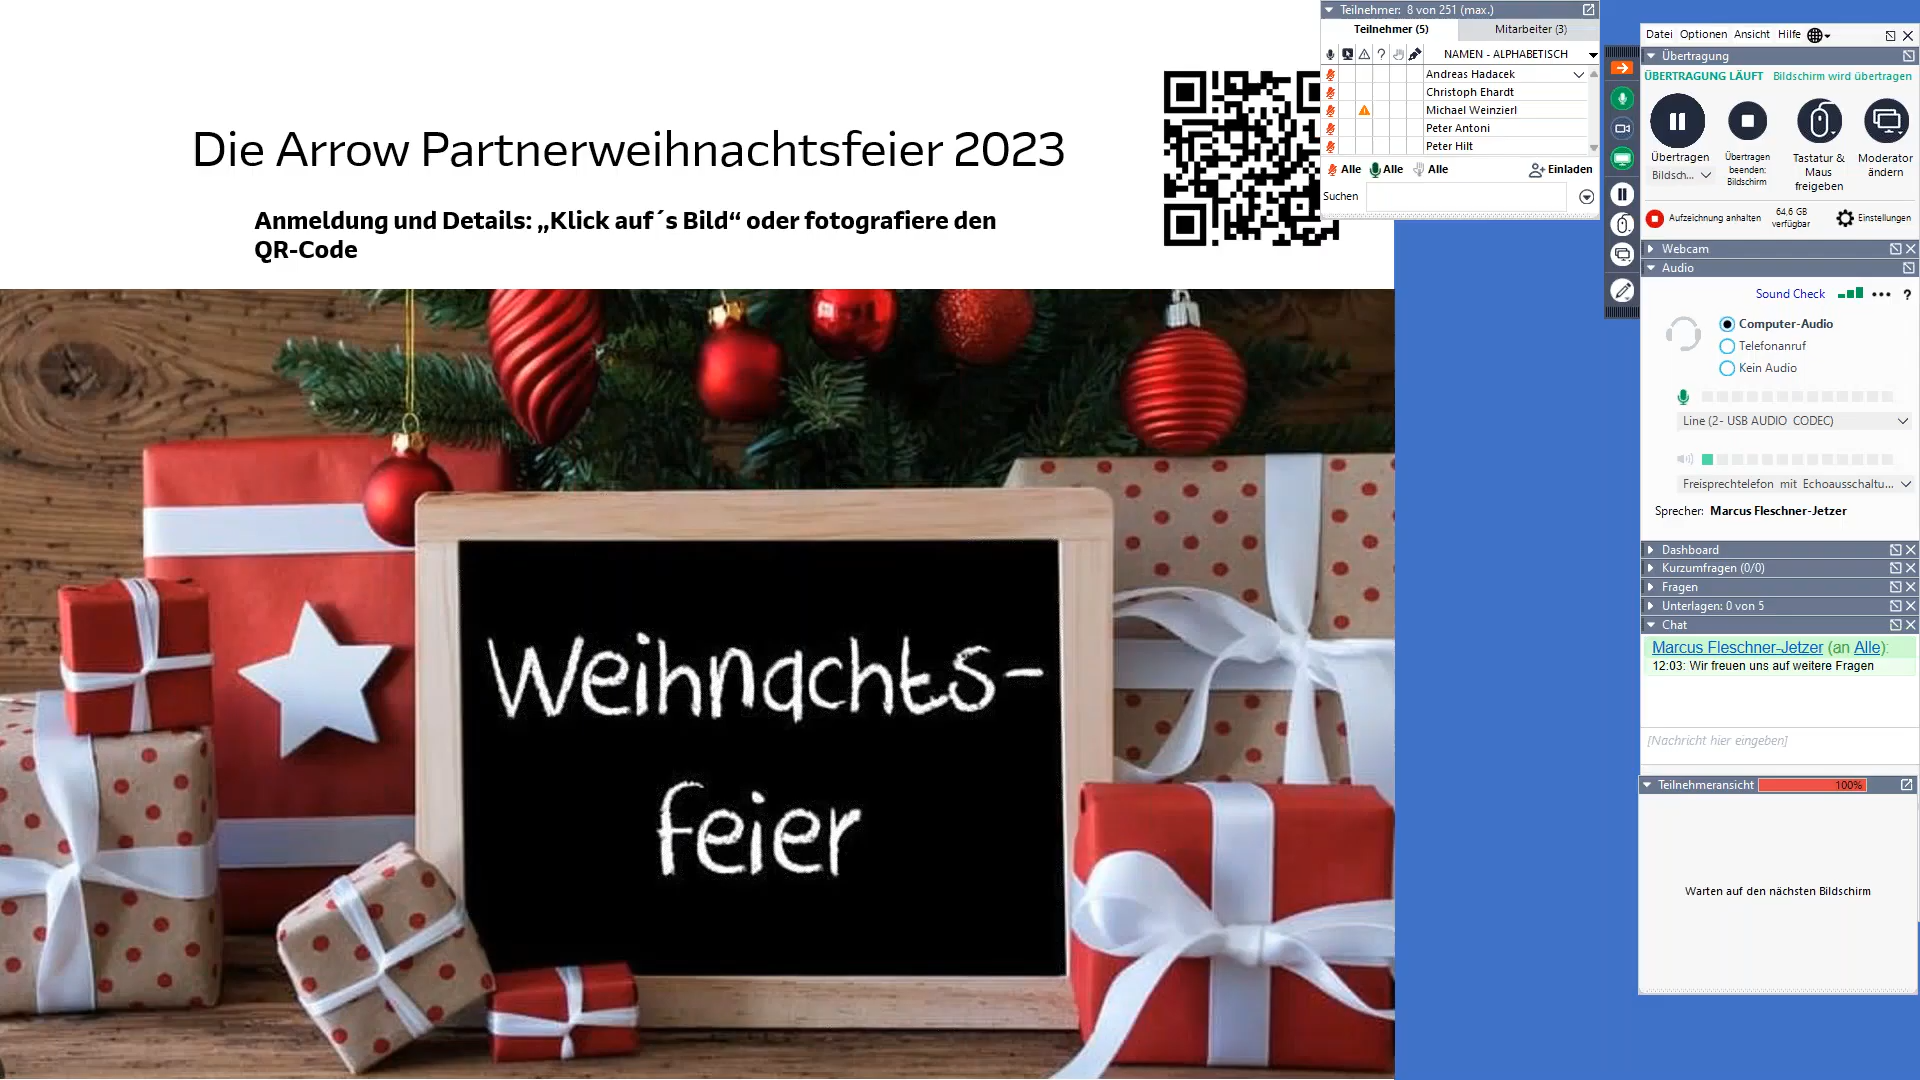 Die Arrow Partnerweihnachtsfeier 2023
Anmeldung und Details: „Klick auf´s Bild“ oder fotografiere den
QR-Code
Weihnachts-
feier
Teilnehmer: 8 von 251 (max.)
Teilnehmer (5)
Mitarbeiter (3)
NAMEN - ALPHABETISCH
Andreas Hadacek
Christoph Ehardt
Michael Weinzierl
Peter Antoni
Peter Hilt
Alle Alle Alle Einladen
Suchen
Datei Optionen Ansicht Hilfe
Übertragung
ÜBERTRAGUNG LÄUFT Bildschirm wird übertragen
Übertragen
Bildsch...
Übertragen
beenden:
Bildschirm
Tastatur &
Maus
freigeben
Moderator
ändern
Aufzeichnung anhalten
64,6 GB
verfügbar
Einstellungen
Webcam
Audio
Sound Check
?
Computer-Audio
Telefonanruf
Kein Audio
Line (2- USB AUDIO CODEC)
Freisprechtelefon mit Echoausschaltu...
Sprecher: Marcus Fleschner-Jetzer
Dashboard
Kurzumfragen (0/0)
Fragen
Unterlagen: 0 von 5
Chat
Marcus Fleschner-Jetzer (an Alle):
12:03: Wir freuen uns auf weitere Fragen
[Nachricht hier eingeben]
Teilnehmeransicht 100%
Warten auf den nächsten Bildschirm